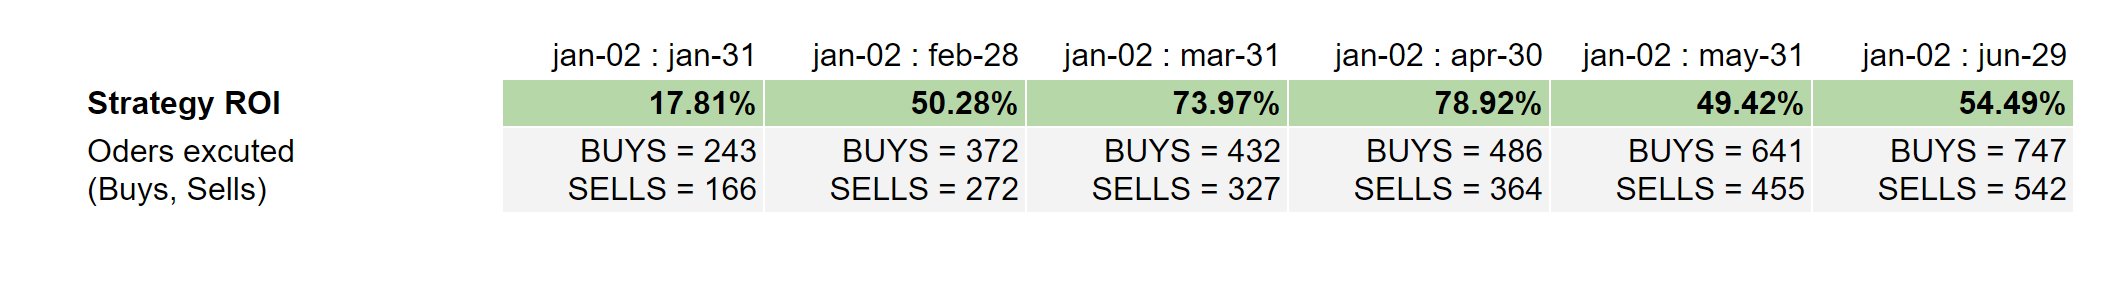 jan-02 : jan-31 jan-02 : feb-28 jan-02 : mar-31 jan-02 : apr-30 jan-02 : may-31 jan-02 : jun-29
Strategy ROI 17.81% 50.28% 73.97% 78.92% 49.42% 54.49%
Oders excuted BUYS = 243 BUYS = 372 BUYS = 432 BUYS = 486 BUYS = 641 BUYS = 747
(Buys, Sells) SELLS = 166 SELLS = 272 SELLS = 327 SELLS = 364 SELLS = 455 SELLS = 542